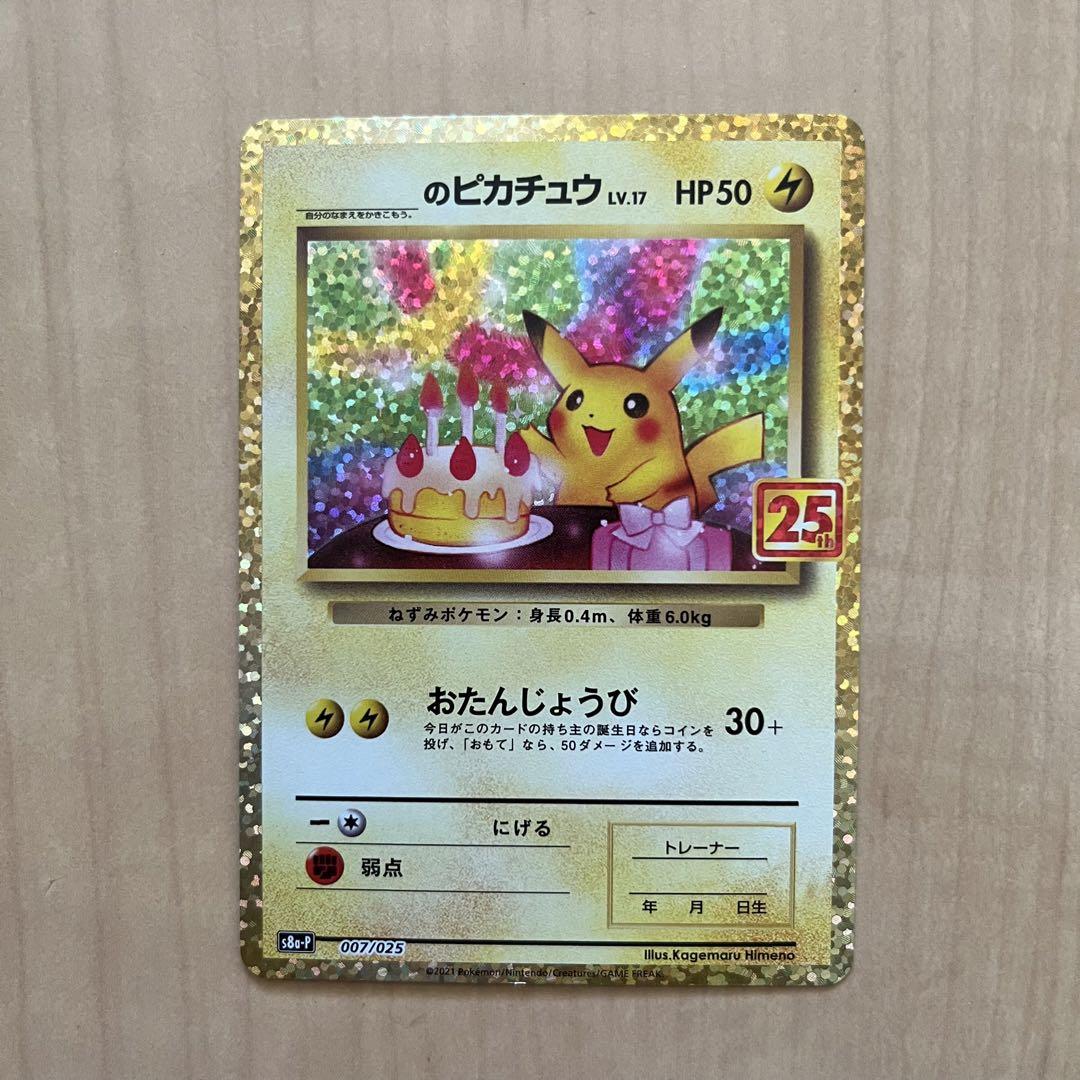 のピカチュウ LV.17 HP50
自分のなまえをかきこもう。
25th
ねずみポケモン：身長0.4m、体重6.0kg
おたんじょうび 30+
今日がこのカードの持ち主の誕生日ならコインを
投げ、「おもて」なら、50ダメージを追加する。
にげる
弱点
トレーナー
年 月 日生
s8a-P 007/025
Illus.Kagemaru Himeno
©2021 Pokémon/Nintendo/Creatures/GAME FREAK.